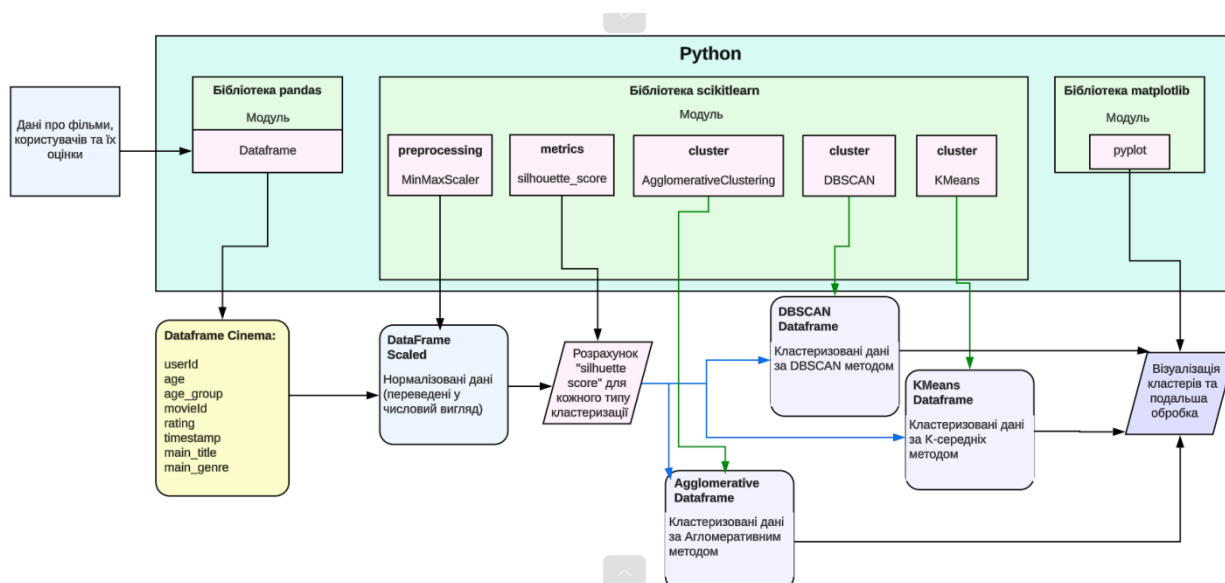 Python
Дані про фільми,
користувачів та їх
оцінки
Бібліотека pandas
Модуль
Dataframe
Бібліотека scikitlearn
Модуль
preprocessing
MinMaxScaler
metrics
silhouette_score
cluster
AgglomerativeClustering
cluster
DBSCAN
cluster
KMeans
Бібліотека matplotlib
Модуль
pyplot
Dataframe Cinema:
userId
age
age_group
movieId
rating
timestamp
main_title
main_genre
DataFrame
Scaled
Нормалізовані дані
(переведені у
числовий вигляд)
Розрахунок
"silhuette
score" для
кожного типу
кластеризації
DBSCAN
Dataframe
Кластеризовані дані
за DBSCAN методом
KMeans
Dataframe
Кластеризовані дані
за К-середніх
методом
Agglomerative
Dataframe
Кластеризовані дані
за Агломеративним
методом
Візуалізація
кластерів та
подальша
обробка